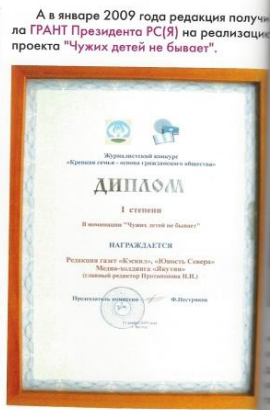 А в январе 2009 года редакция получи
ла ГРАНТ Президента РС(Я) на реализацию
проекта "Чужих детей не бывает".
Журналистский конкурс
«Крепкая семья - основа гражданского общества»
ДИПЛОМ
I степени
В номинации "Чужих детей не бывает"
НАГРАЖДАЕТСЯ
Редакция газет «Кэскил», «Юность Севера»
Медиа-холдинга «Якутия»
(главный редактор Протопопова Н.И.)
Председатель комиссии Ф.Пестряков